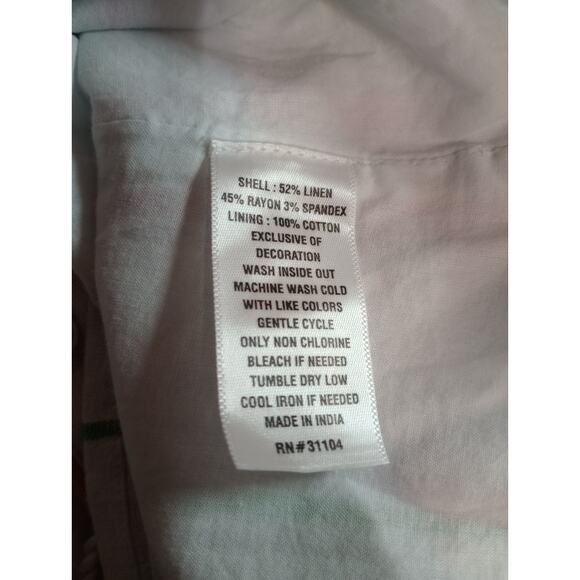 SHELL : 52% LINEN
45% RAYON 3% SPANDEX
LINING : 100% COTTON
EXCLUSIVE OF
DECORATION
WASH INSIDE OUT
MACHINE WASH COLD
WITH LIKE COLORS
GENTLE CYCLE
ONLY NON CHLORINE
BLEACH IF NEEDED
TUMBLE DRY LOW
COOL IRON IF NEEDED
MADE IN INDIA
RN#31104